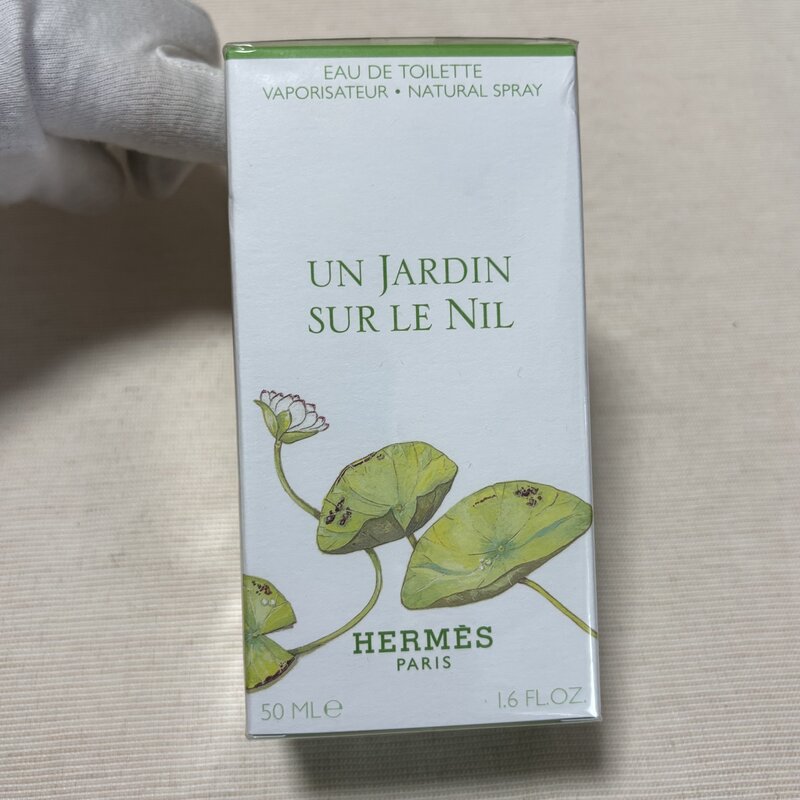 EAU DE TOILETTE
VAPORISATEUR • NATURAL SPRAY
UN JARDIN
SUR LE NIL
HERMÈS
PARIS
50 ML℮ 1.6 FL.OZ.